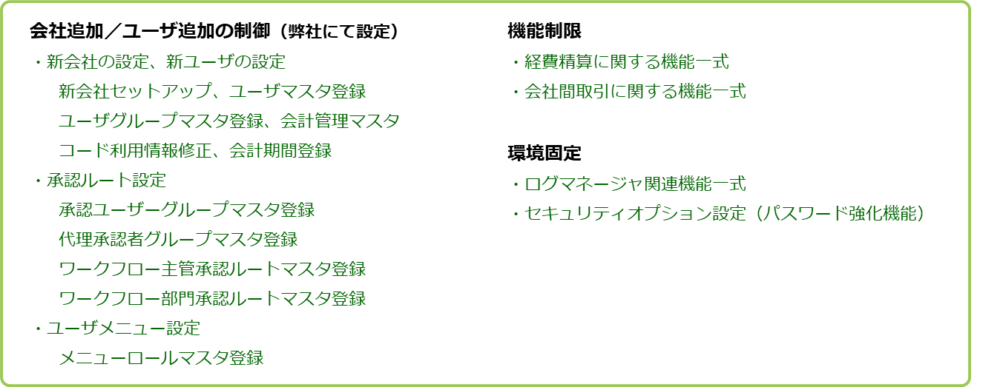 会社追加／ユーザ追加の制御（弊社にて設定）
・新会社の設定、新ユーザの設定
新会社セットアップ、ユーザマスタ登録
ユーザグループマスタ登録、会計管理マスタ
コード利用情報修正、会計期間登録
・承認ルート設定
承認ユーザーグループマスタ登録
代理承認者グループマスタ登録
ワークフロー主管承認ルートマスタ登録
ワークフロー部門承認ルートマスタ登録
・ユーザメニュー設定
メニューロールマスタ登録
機能制限
・経費精算に関する機能一式
・会社間取引に関する機能一式
環境固定
・ログマネージャ関連機能一式
・セキュリティオプション設定（パスワード強化機能）